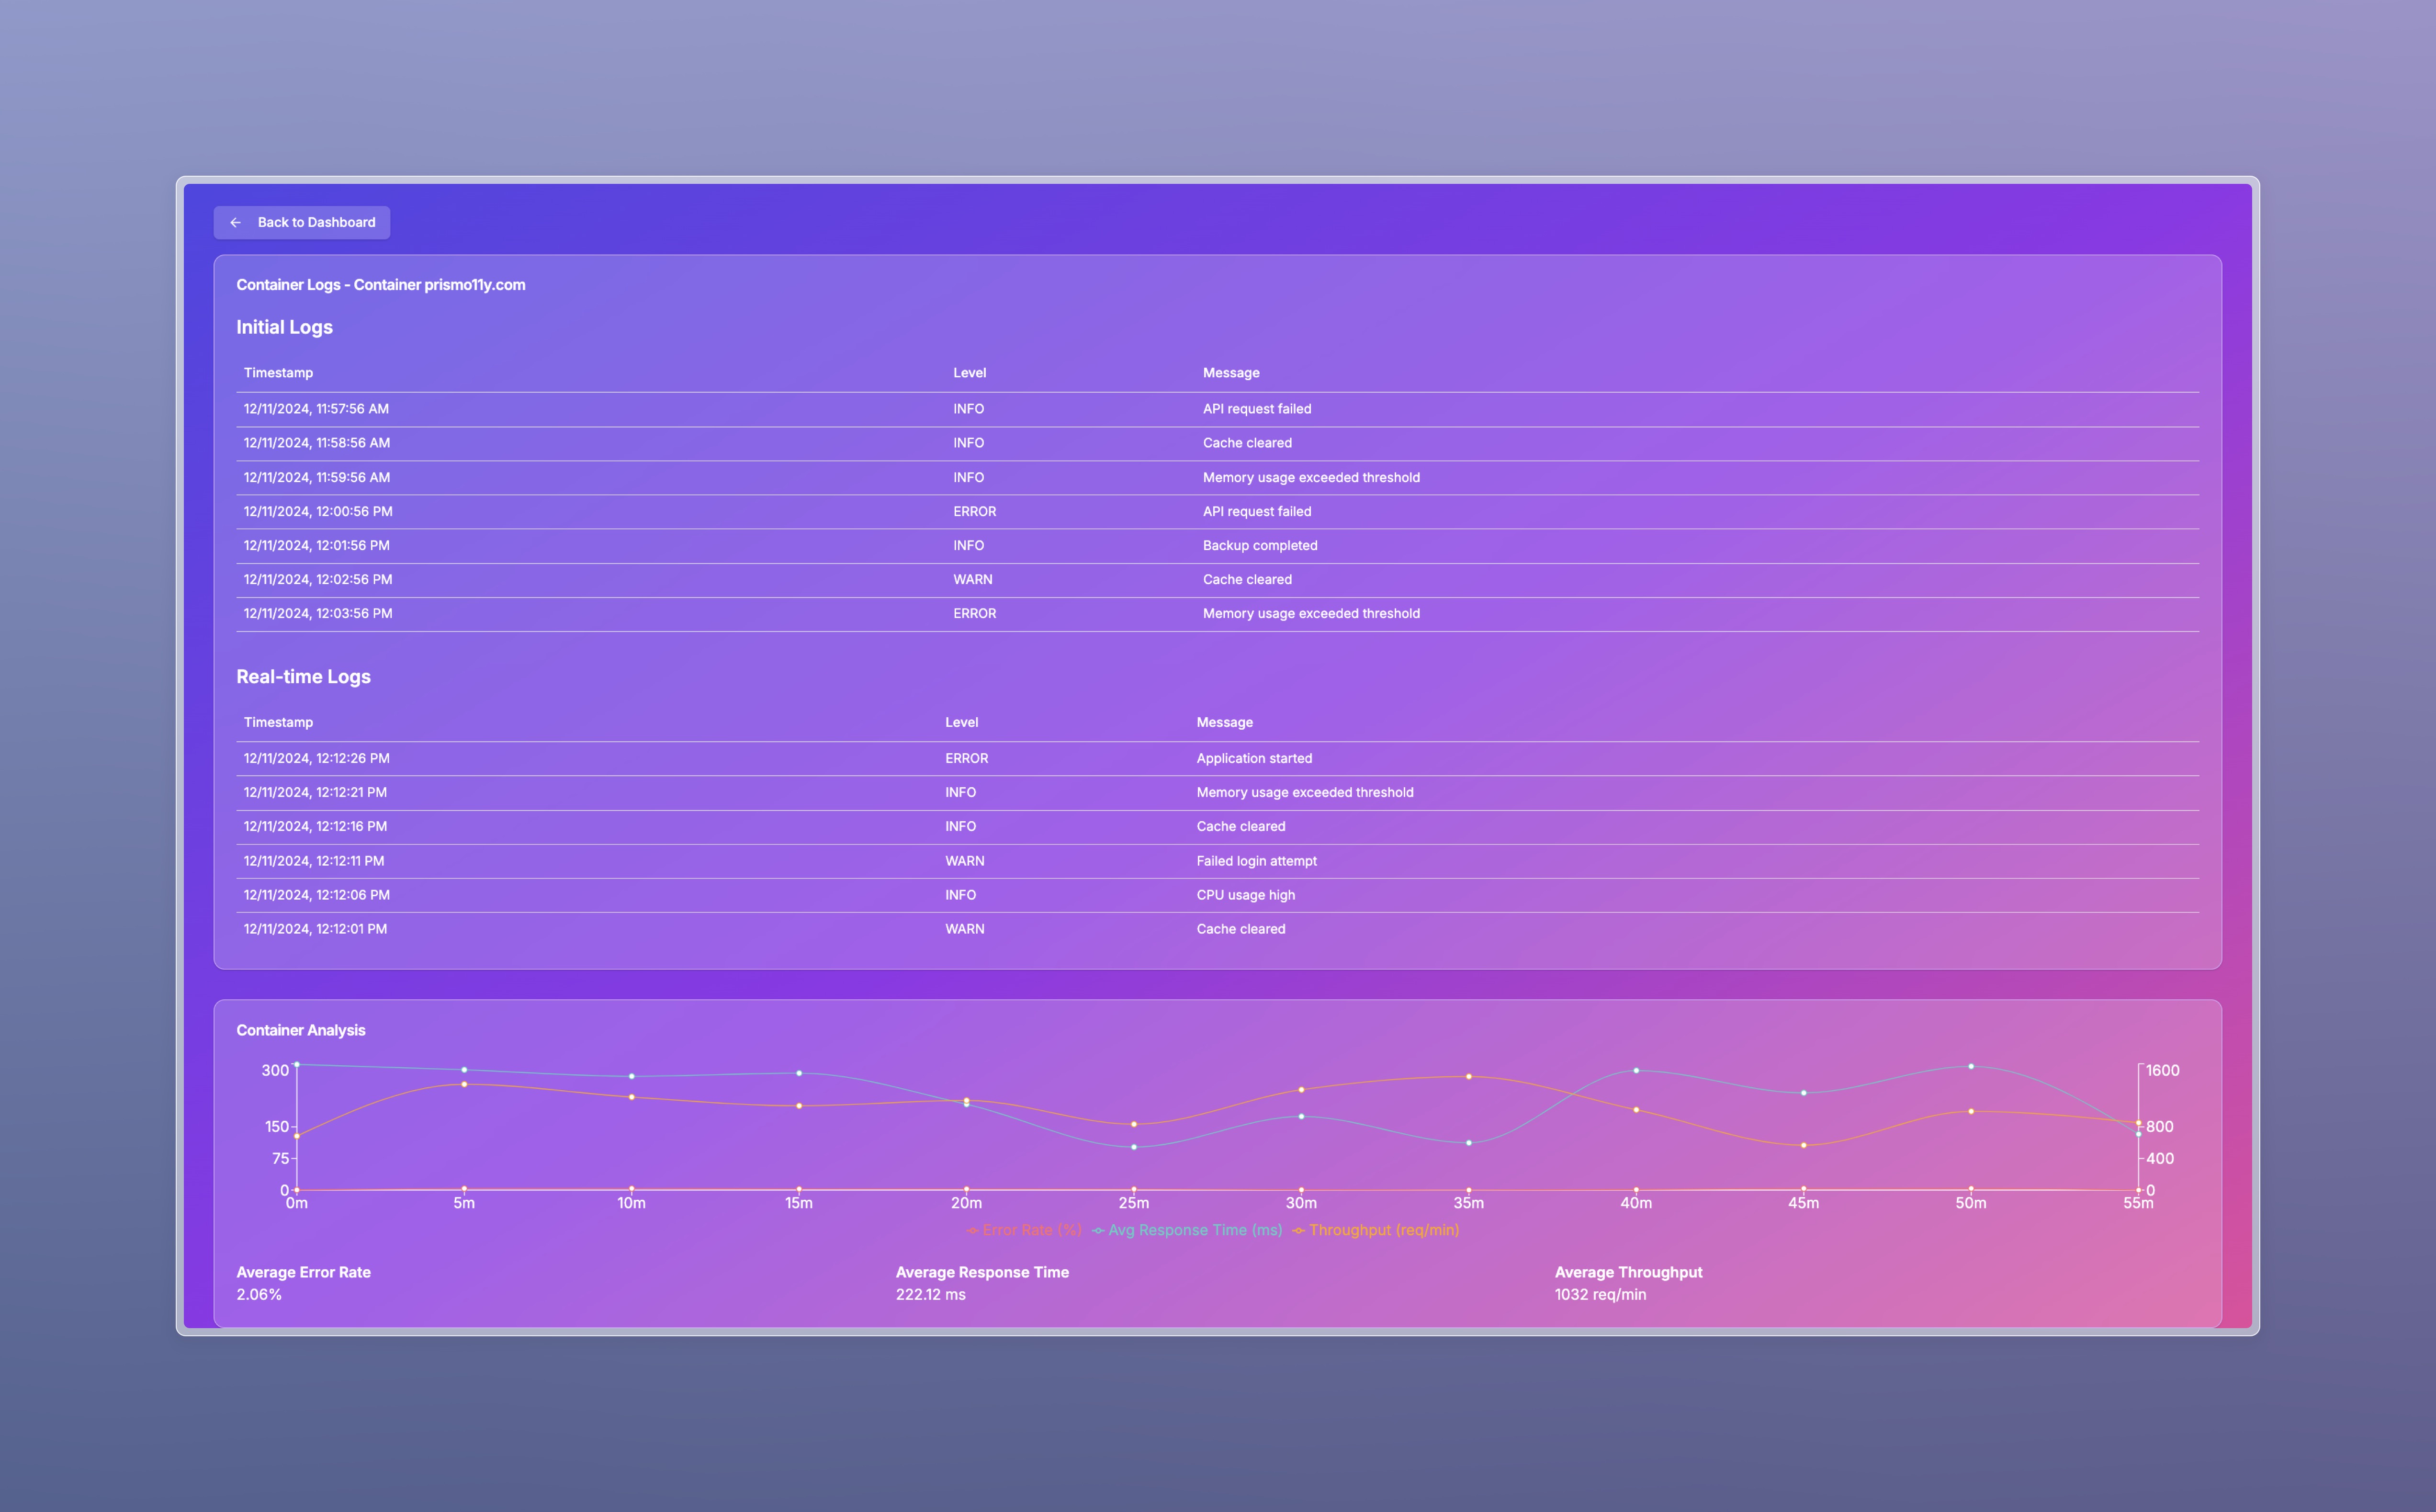 Back to Dashboard
Container Logs - Container prismo11y.com
Initial Logs
Timestamp Level Message
12/11/2024, 11:57:56 AM INFO API request failed
12/11/2024, 11:58:56 AM INFO Cache cleared
12/11/2024, 11:59:56 AM INFO Memory usage exceeded threshold
12/11/2024, 12:00:56 PM ERROR API request failed
12/11/2024, 12:01:56 PM INFO Backup completed
12/11/2024, 12:02:56 PM WARN Cache cleared
12/11/2024, 12:03:56 PM ERROR Memory usage exceeded threshold
Real-time Logs
Timestamp Level Message
12/11/2024, 12:12:26 PM ERROR Application started
12/11/2024, 12:12:21 PM INFO Memory usage exceeded threshold
12/11/2024, 12:12:16 PM INFO Cache cleared
12/11/2024, 12:12:11 PM WARN Failed login attempt
12/11/2024, 12:12:06 PM INFO CPU usage high
12/11/2024, 12:12:01 PM WARN Cache cleared
Container Analysis
300 1600
150 800
75 400
0 0
0m 5m 10m 15m 20m 25m 30m 35m 40m 45m 50m 55m
Error Rate (%) Avg Response Time (ms) Throughput (req/min)
Average Error Rate Average Response Time Average Throughput
2.06% 222.12 ms 1032 req/min